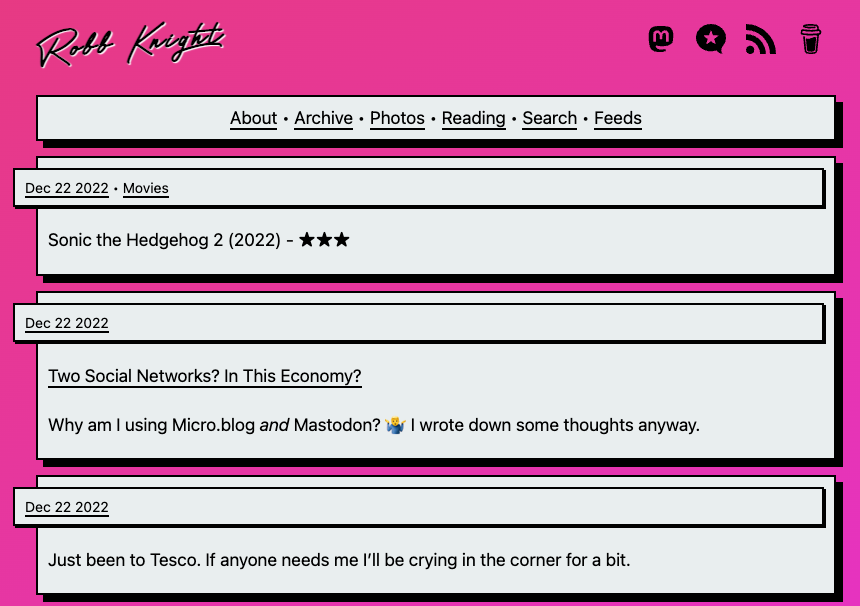 Robb Knight
About • Archive • Photos • Reading • Search • Feeds
Dec 22 2022 • Movies
Sonic the Hedgehog 2 (2022) - ★★★
Dec 22 2022
Two Social Networks? In This Economy?
Why am I using Micro.blog and Mastodon? 🤷‍♂️ I wrote down some thoughts anyway.
Dec 22 2022
Just been to Tesco. If anyone needs me I’ll be crying in the corner for a bit.